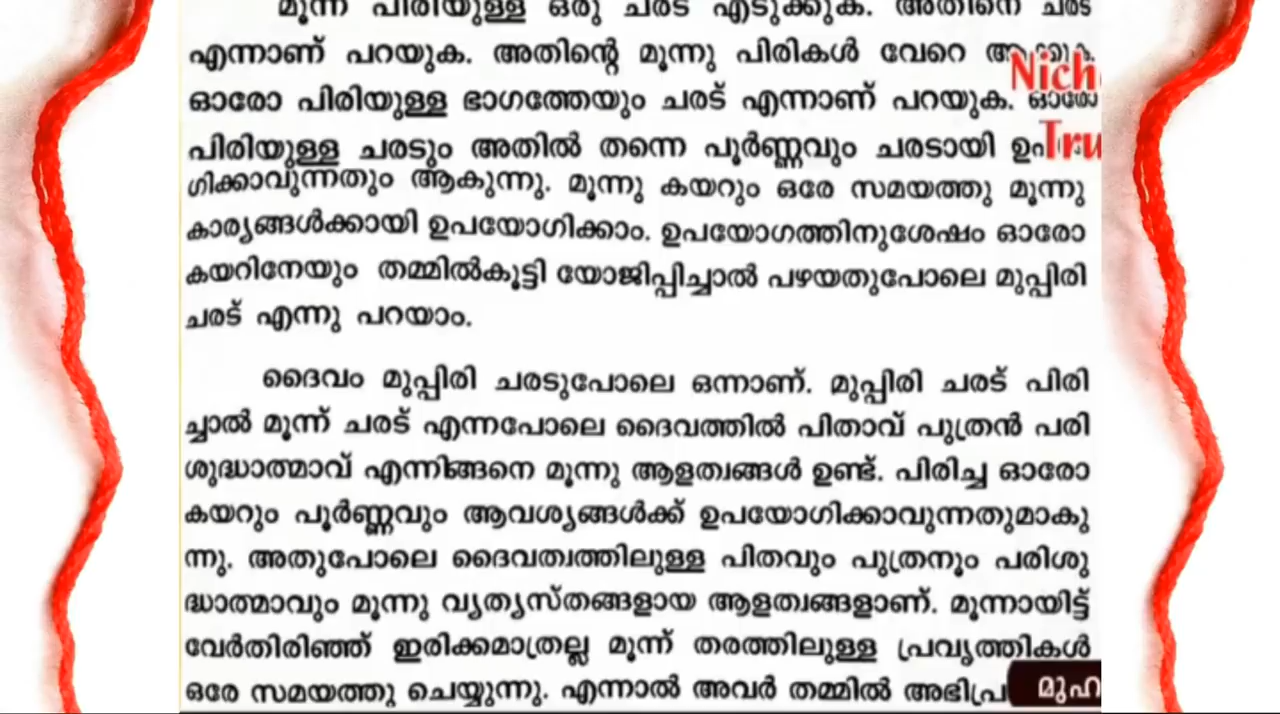 മൂന്ന് പിരിയുള്ള ഒരു ചരട് എടുക്കുക. അതിനെ ചരട്
എന്നാണ് പറയുക. അതിന്റെ മൂന്നു പിരികൾ വേറെ
ഓരോ പിരിയുള്ള ഭാഗത്തേയും ചരട് എന്നാണ് പറയുക. ഓരോ
പിരിയുള്ള ചരടും അതിൽ തന്നെ പൂർണ്ണവും ചരടായി
ഗിക്കാവുന്നതും ആകുന്നു. മൂന്നു കയറും ഒരേ സമയത്തു മൂന്നു
കാര്യങ്ങൾക്കായി ഉപയോഗിക്കാം. ഉപയോഗത്തിനുശേഷം ഓരോ
കയറിനേയും തമ്മിൽകൂട്ടി യോജിപ്പിച്ചാൽ പഴയതുപോലെ മുപ്പിരി
ചരട് എന്നു പറയാം.
ദൈവം മുപ്പിരി ചരടുപോലെ ഒന്നാണ്. മുപ്പിരി ചരട് പിരി
ച്ചാൽ മൂന്ന് ചരട് എന്നപോലെ ദൈവത്തിൽ പിതാവ് പുത്രൻ പരി
ശുദ്ധാത്മാവ് എന്നിങ്ങനെ മൂന്നു ആളത്വങ്ങൾ ഉണ്ട്. പിരിച്ച ഓരോ
കയറും പൂർണ്ണവും ആവശ്യങ്ങൾക്ക് ഉപയോഗിക്കാവുന്നതുമാകു
ന്നു. അതുപോലെ ദൈവത്വത്തിലുള്ള പിതവും പുത്രനും പരിശു
ദ്ധാത്മാവും മൂന്നു വ്യത്യസ്തങ്ങളായ ആളത്വങ്ങളാണ്. മൂന്നായിട്ട്
വേർതിരിഞ്ഞ് ഇരിക്കമാത്രല്ല മൂന്ന് തരത്തിലുള്ള പ്രവൃത്തികൾ
ഒരേ സമയത്തു ചെയ്യുന്നു. എന്നാൽ അവർ തമ്മിൽ അഭിപ്ര
Nich
Tru
മുഹ